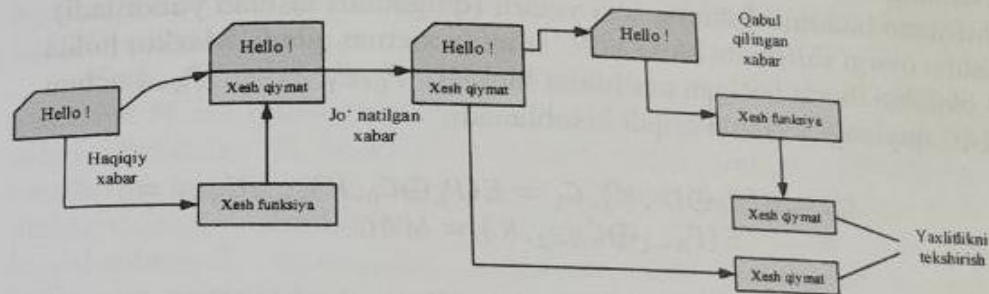 Hello !
Haqiqiy
xabar
Xesh funksiya
Hello !
Xesh qiymat
Jo' natilgan
xabar
Hello !
Xesh qiymat
Hello !
Qabul
qilingan
xabar
Xesh funksiya
Xesh qiymat
Xesh qiymat
Yaxlitlikni
tekshirish